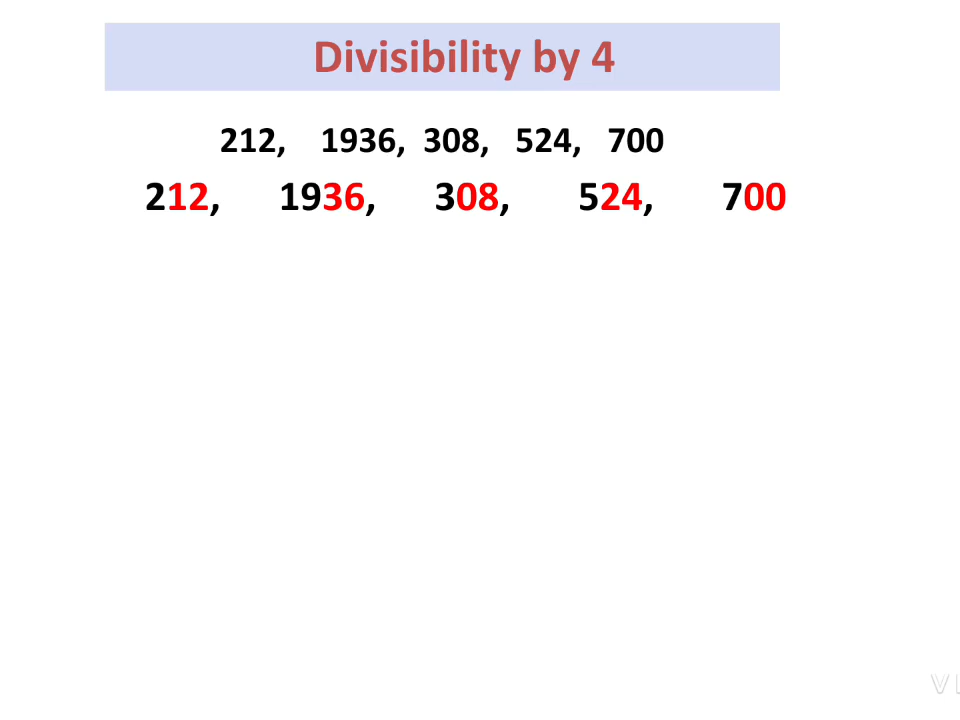 Divisibility by 4
212, 1936, 308, 524, 700
212, 1936, 308, 524, 700